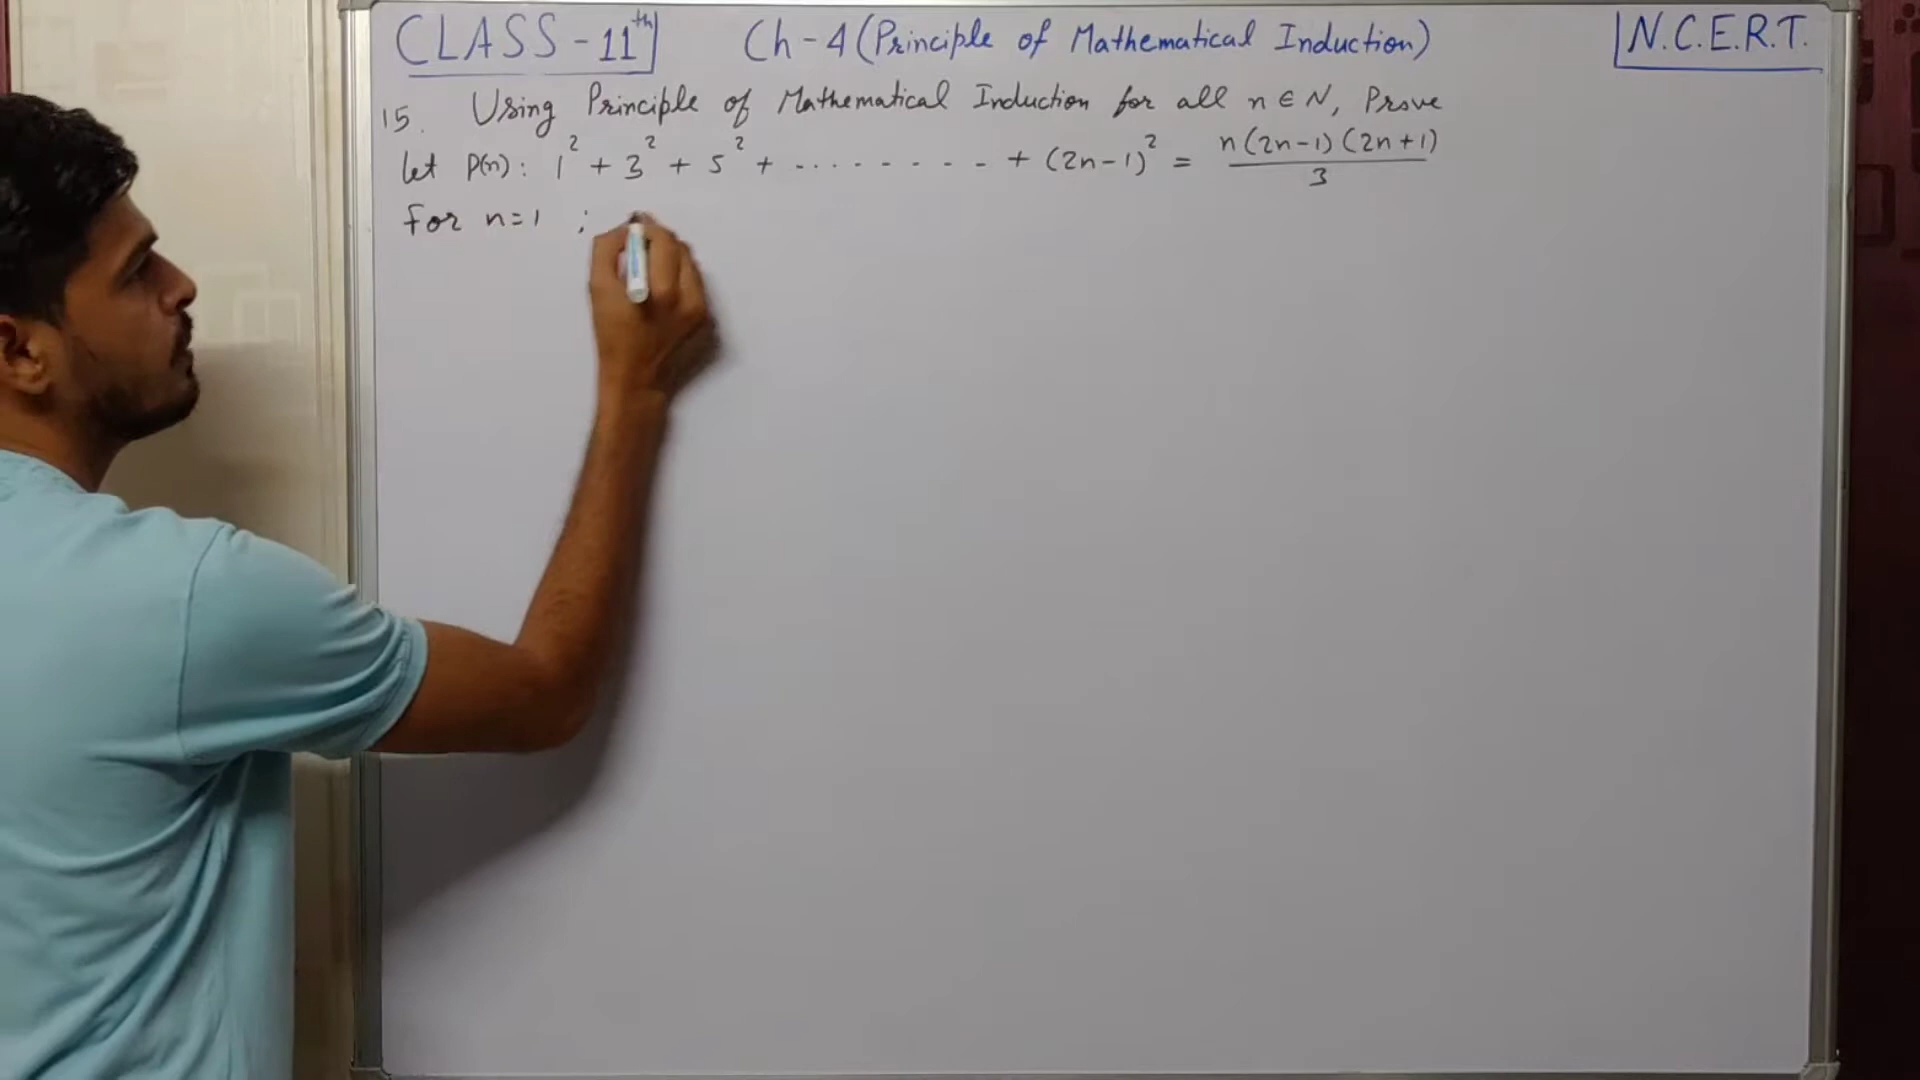 CLASS - 11th Ch - 4 (Principle of Mathematical Induction) N.C.E.R.T.
15. Using Principle of Mathematical Induction for all n ∈ N, Prove
let P(n) : 1² + 3² + 5² + ......... + (2n-1)² = n(2n-1)(2n+1)/3
For n=1 ;